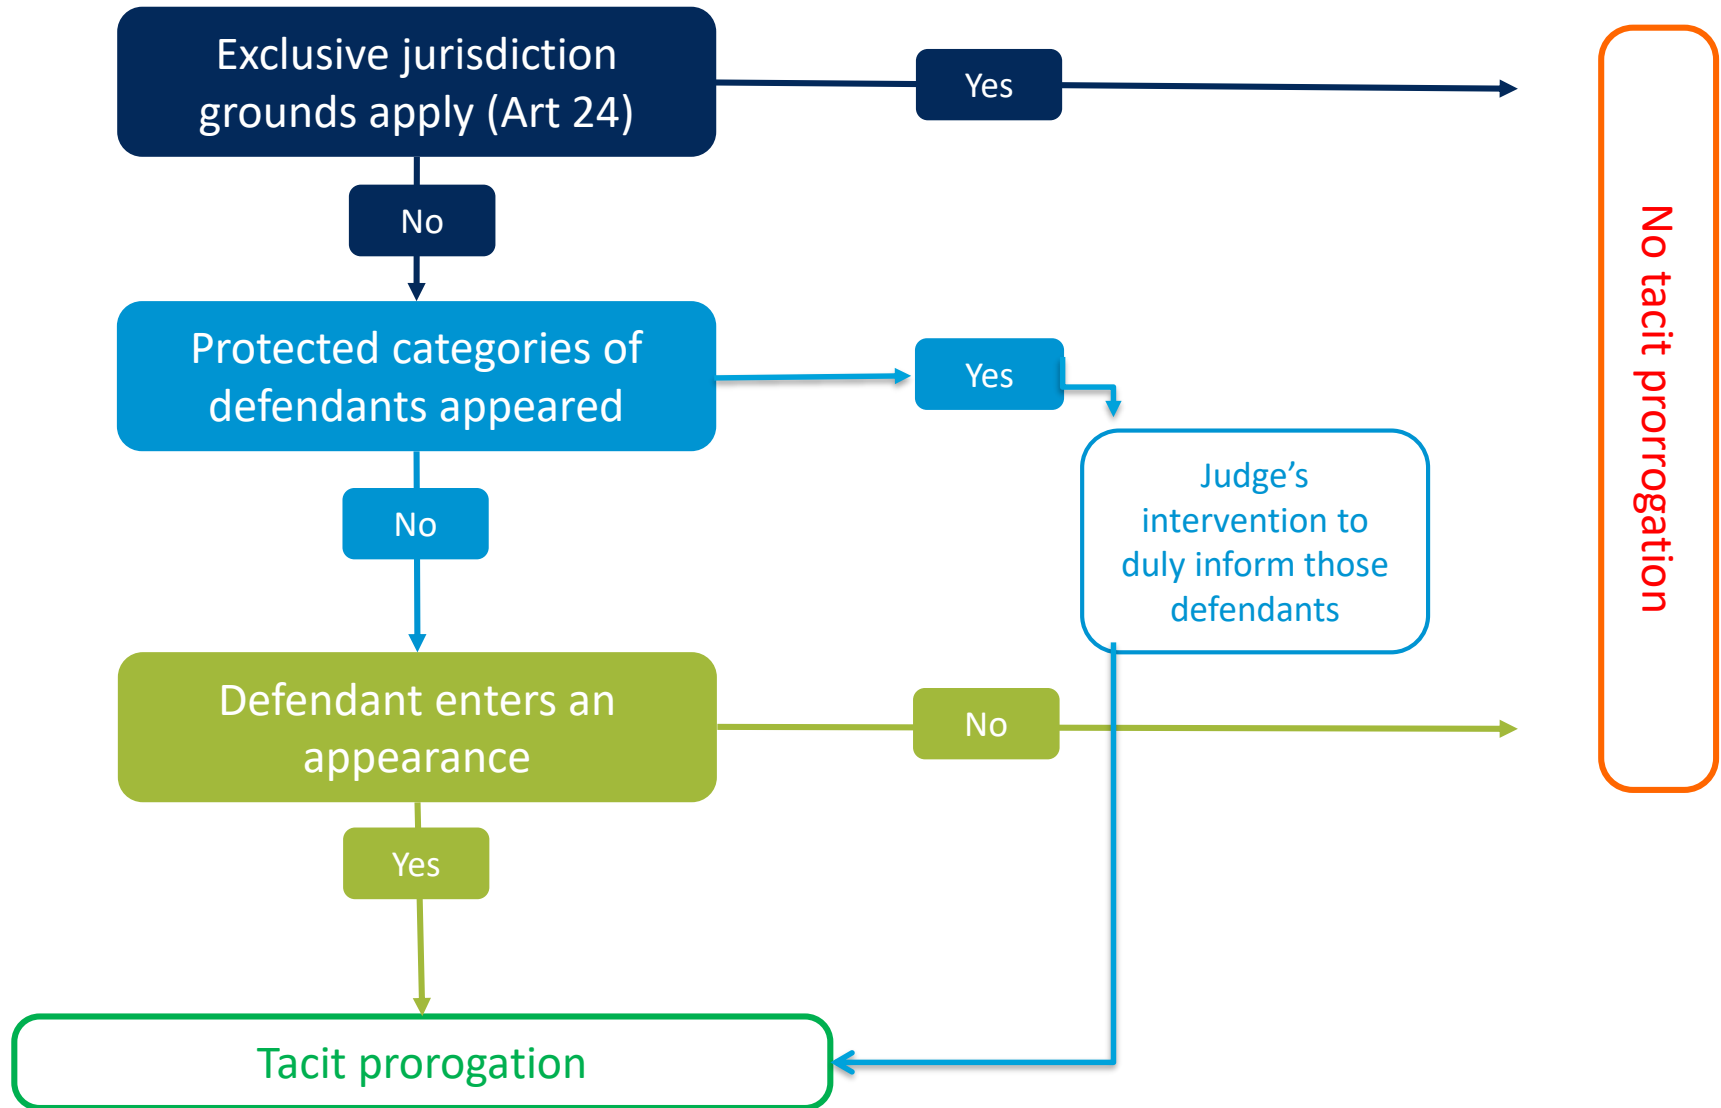 Exclusive jurisdiction
grounds apply (Art 24)
Yes
No
Protected categories of
defendants appeared
Yes
Judge’s
intervention to
duly inform those
defendants
No
Defendant enters an
appearance
No
Yes
Tacit prorogation
No tacit prorrogation